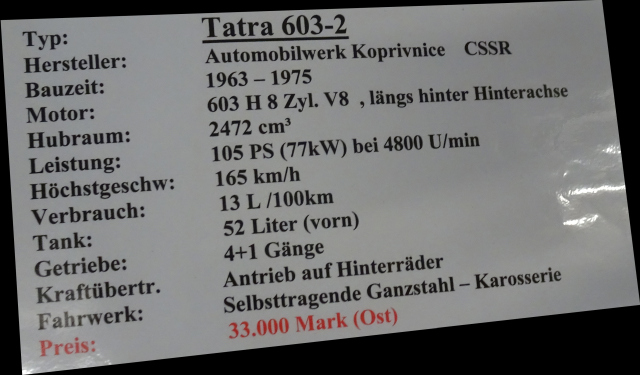 Typ: Tatra 603-2
Hersteller: Automobilwerk Koprivnice CSSR
Bauzeit: 1963 – 1975
Motor: 603 H 8 Zyl. V8 , längs hinter Hinterachse
Hubraum: 2472 cm³
Leistung: 105 PS (77kW) bei 4800 U/min
Höchstgeschw: 165 km/h
Verbrauch: 13 L /100km
Tank: 52 Liter (vorn)
Getriebe: 4+1 Gänge
Kraftübertr. Antrieb auf Hinterräder
Fahrwerk: Selbsttragende Ganzstahl – Karosserie
Preis: 33.000 Mark (Ost)